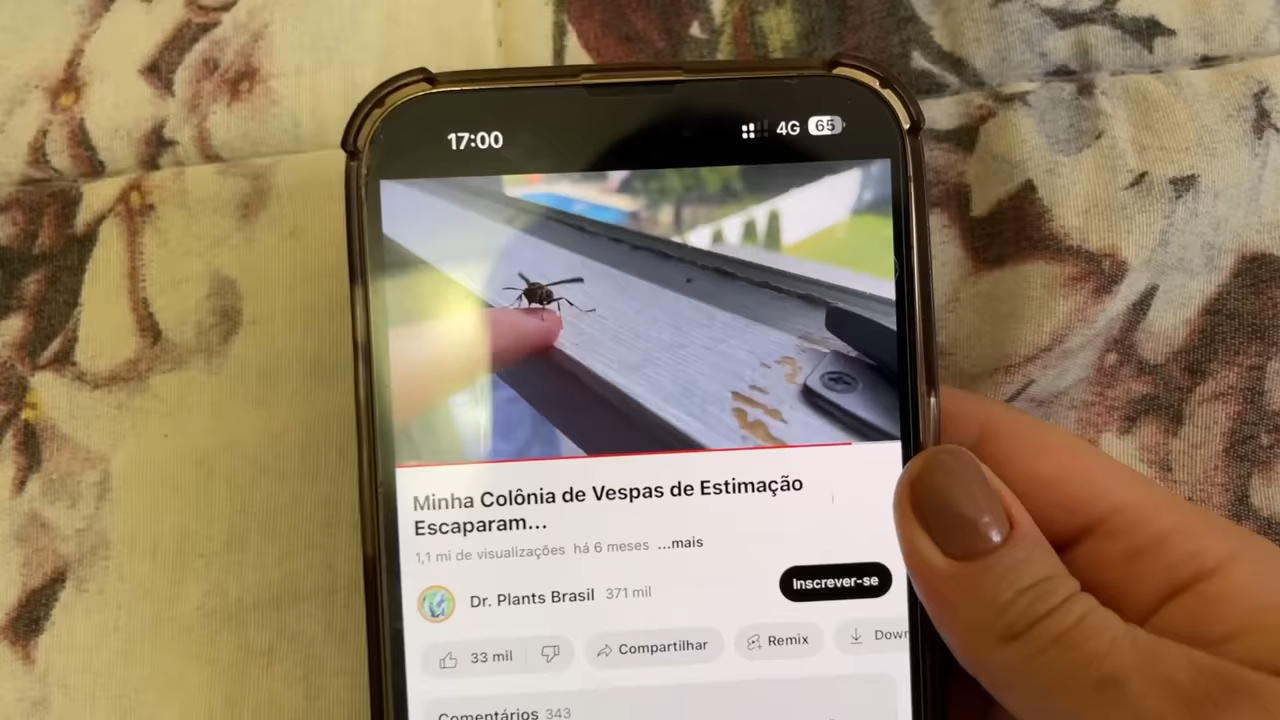 17:00 4G 65
Minha Colônia de Vespas de Estimação
Escaparam...
1,1 mi de visualizações há 6 meses ...mais
Dr. Plants Brasil 371 mil Inscrever-se
33 mil Compartilhar Remix Down
Comentários 343